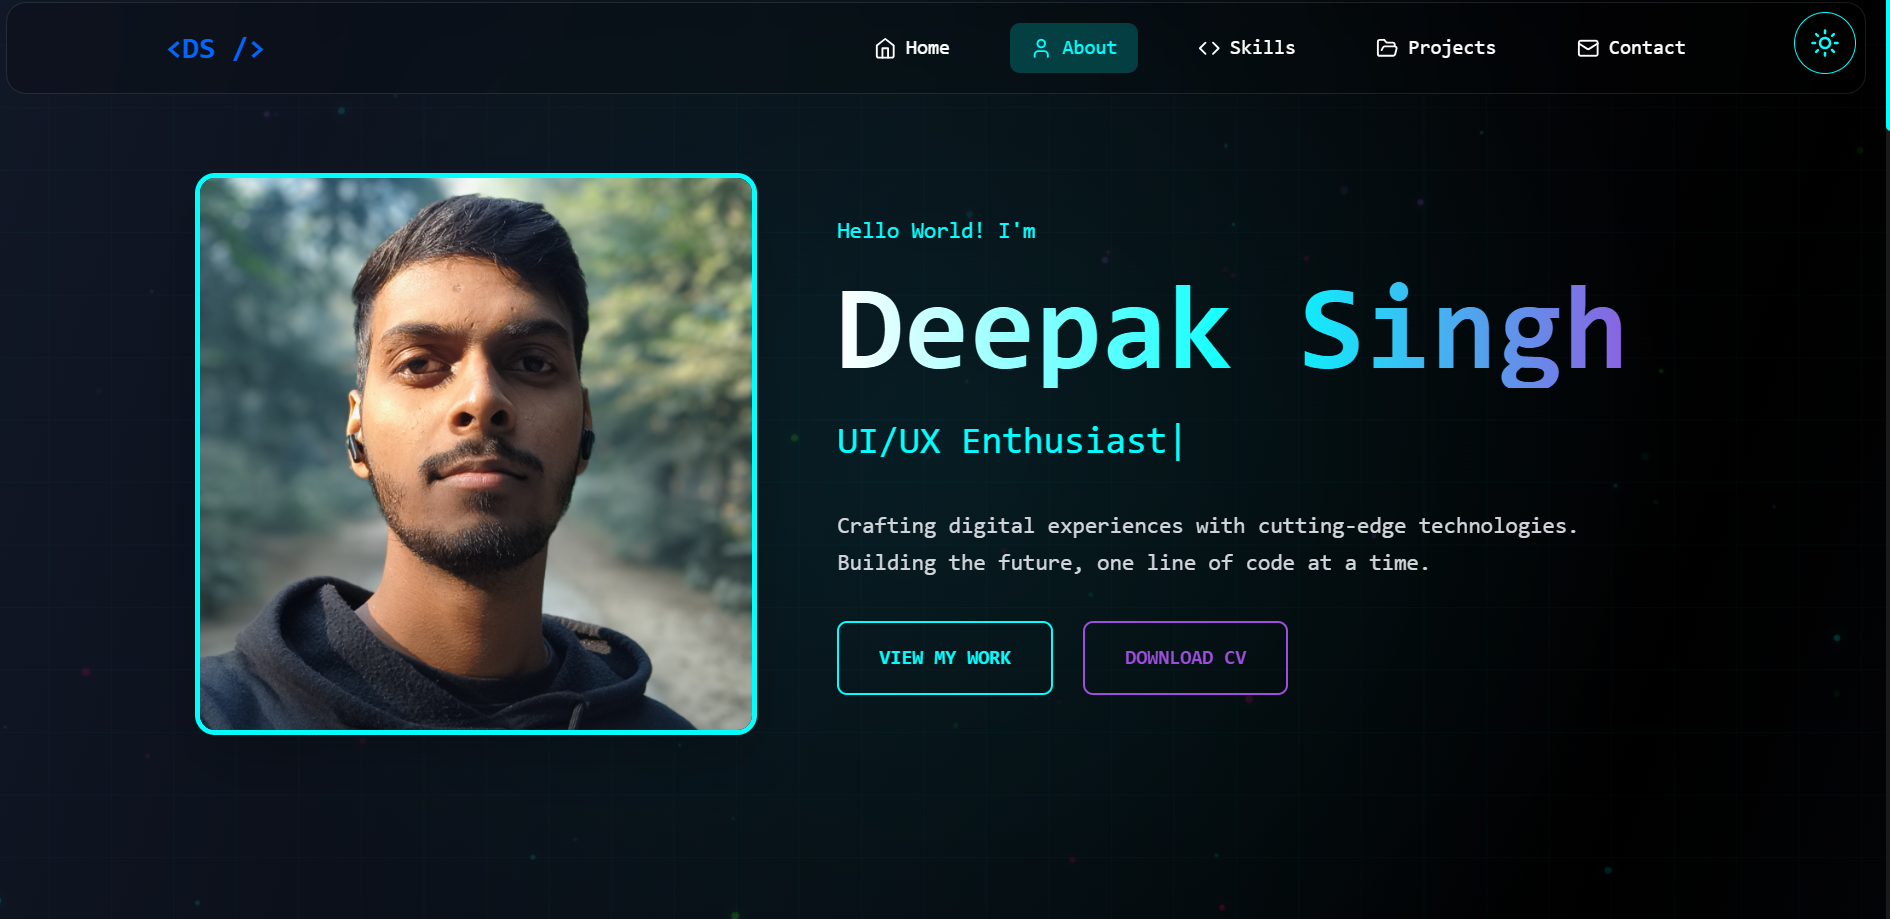 <DS />
Home
About
Skills
Projects
Contact
Hello World! I'm
Deepak Singh
UI/UX Enthusiast|
Crafting digital experiences with cutting-edge technologies.
Building the future, one line of code at a time.
VIEW MY WORK
DOWNLOAD CV